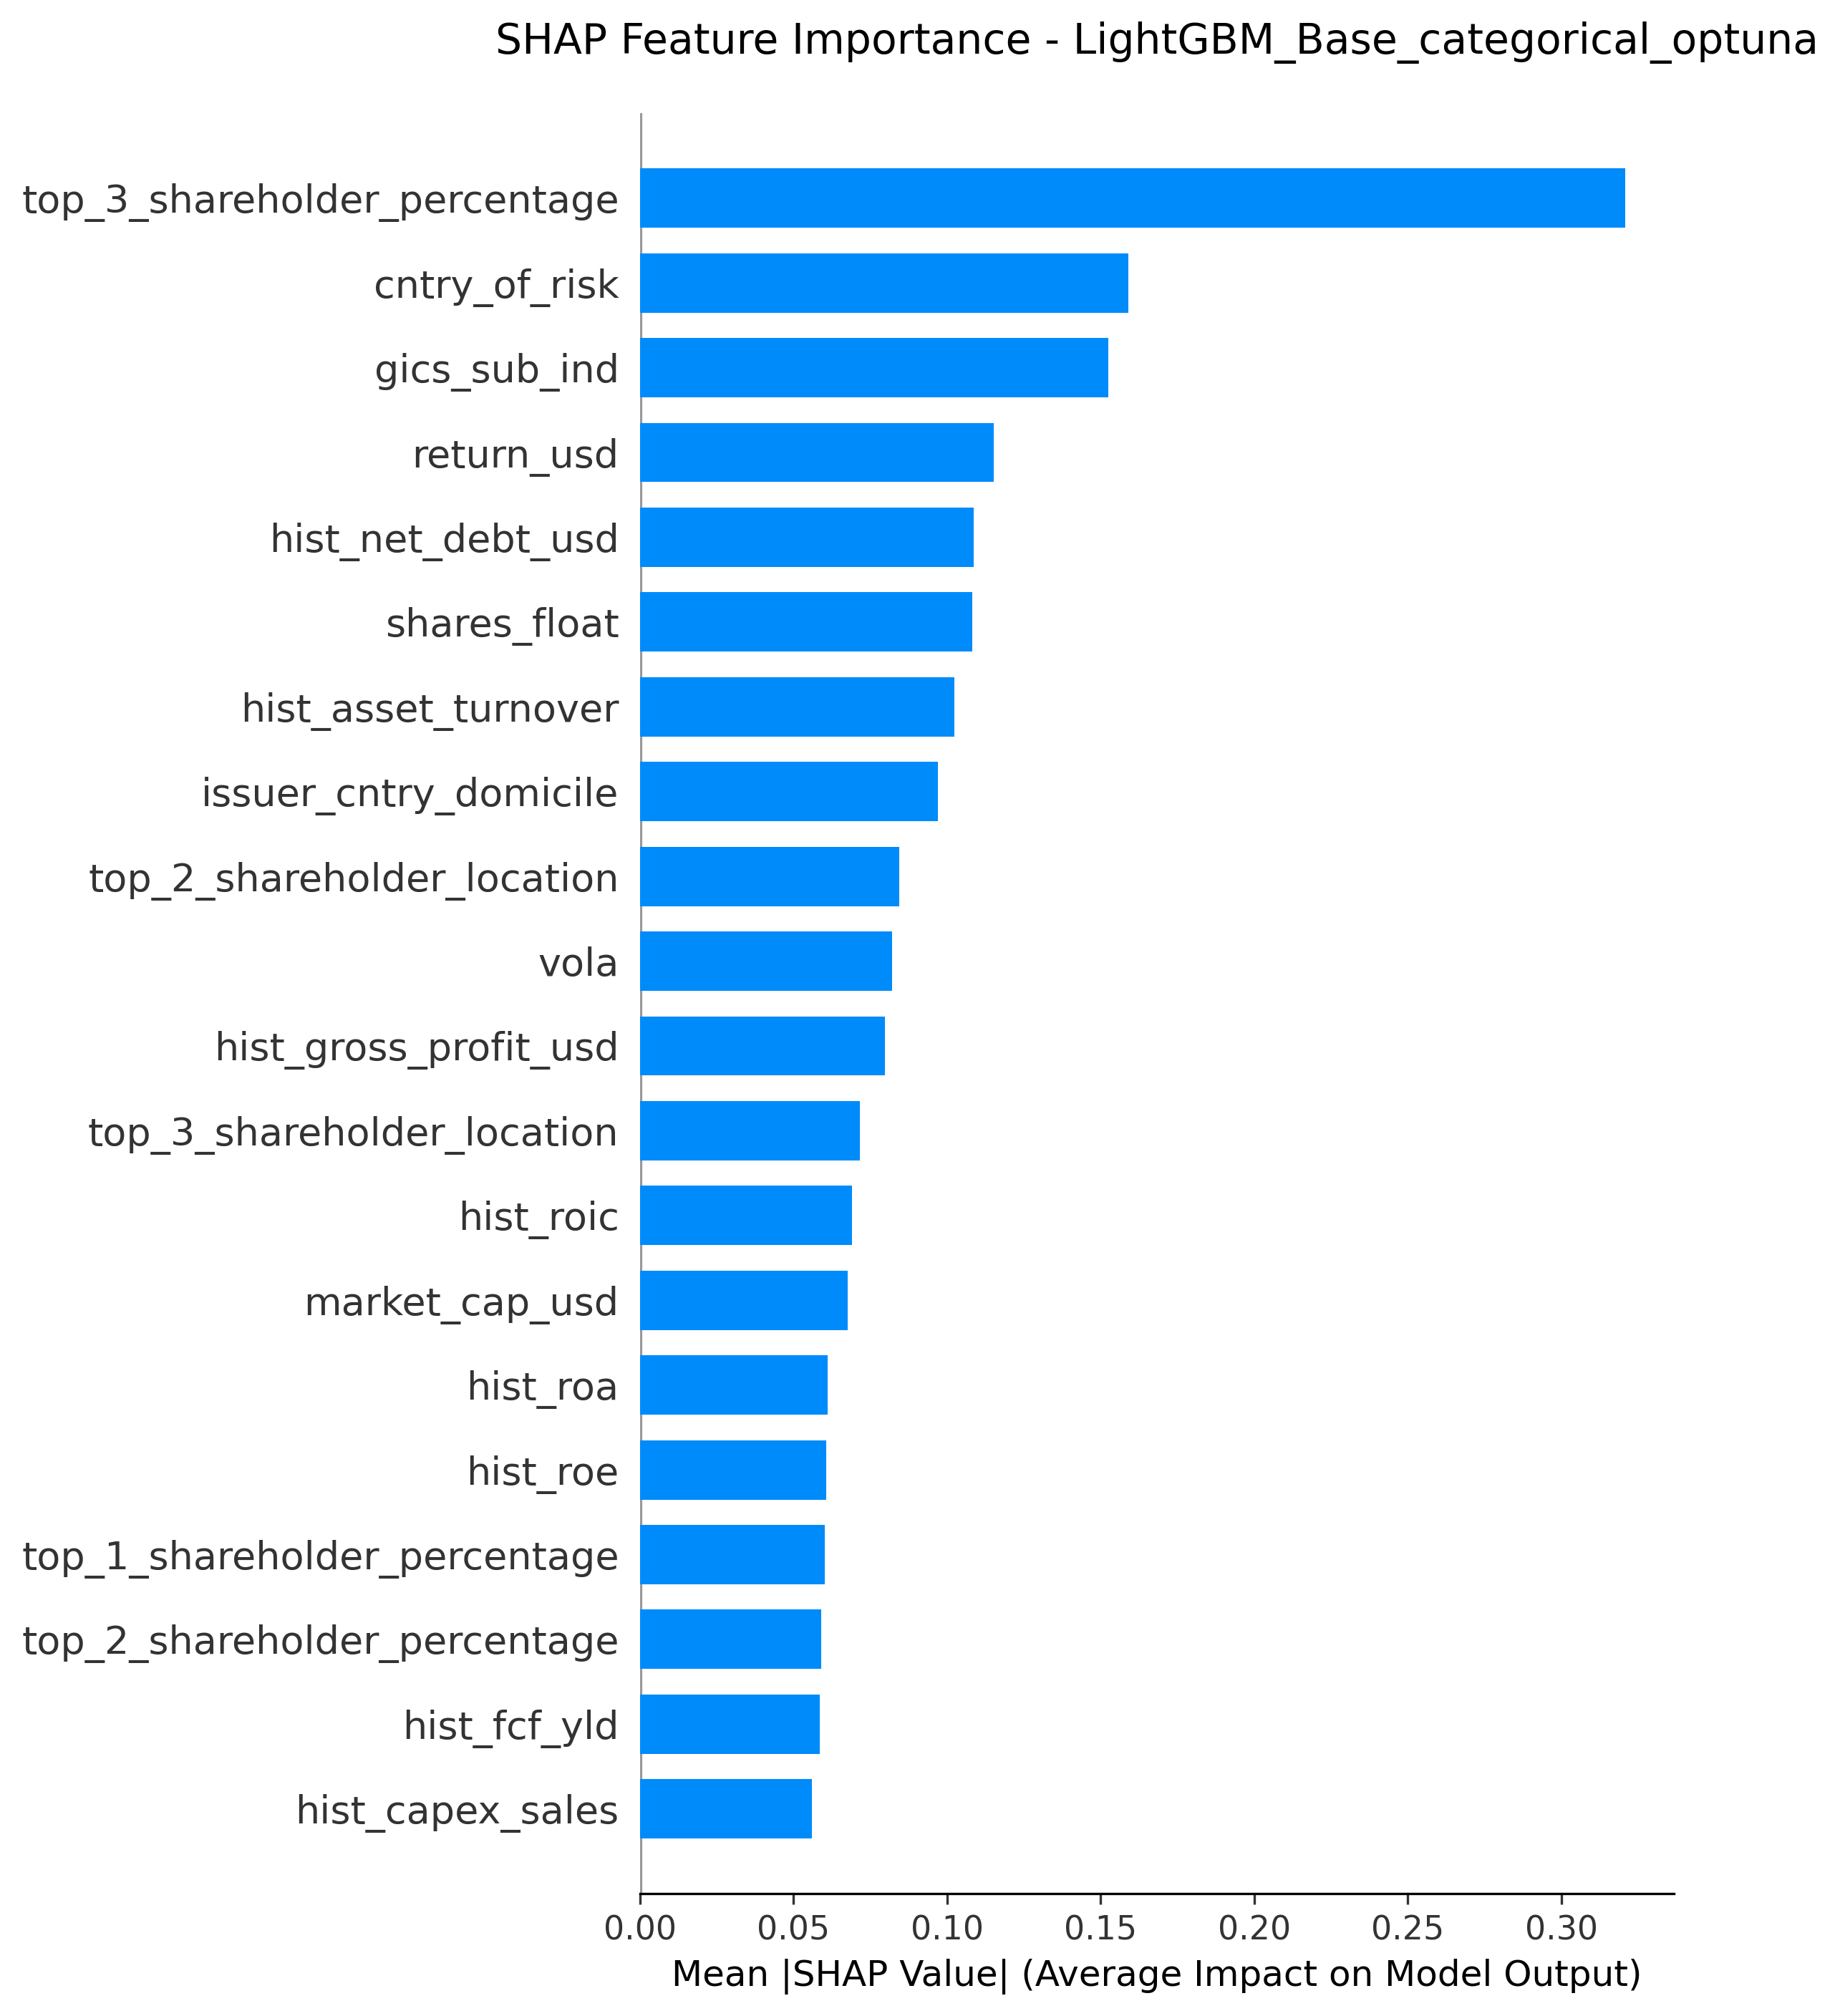 SHAP Feature Importance - LightGBM_Base_categorical_optuna
top_3_shareholder_percentage
cntry_of_risk
gics_sub_ind
return_usd
hist_net_debt_usd
shares_float
hist_asset_turnover
issuer_cntry_domicile
top_2_shareholder_location
vola
hist_gross_profit_usd
top_3_shareholder_location
hist_roic
market_cap_usd
hist_roa
hist_roe
top_1_shareholder_percentage
top_2_shareholder_percentage
hist_fcf_yld
hist_capex_sales
0.00 0.05 0.10 0.15 0.20 0.25 0.30
Mean |SHAP Value| (Average Impact on Model Output)